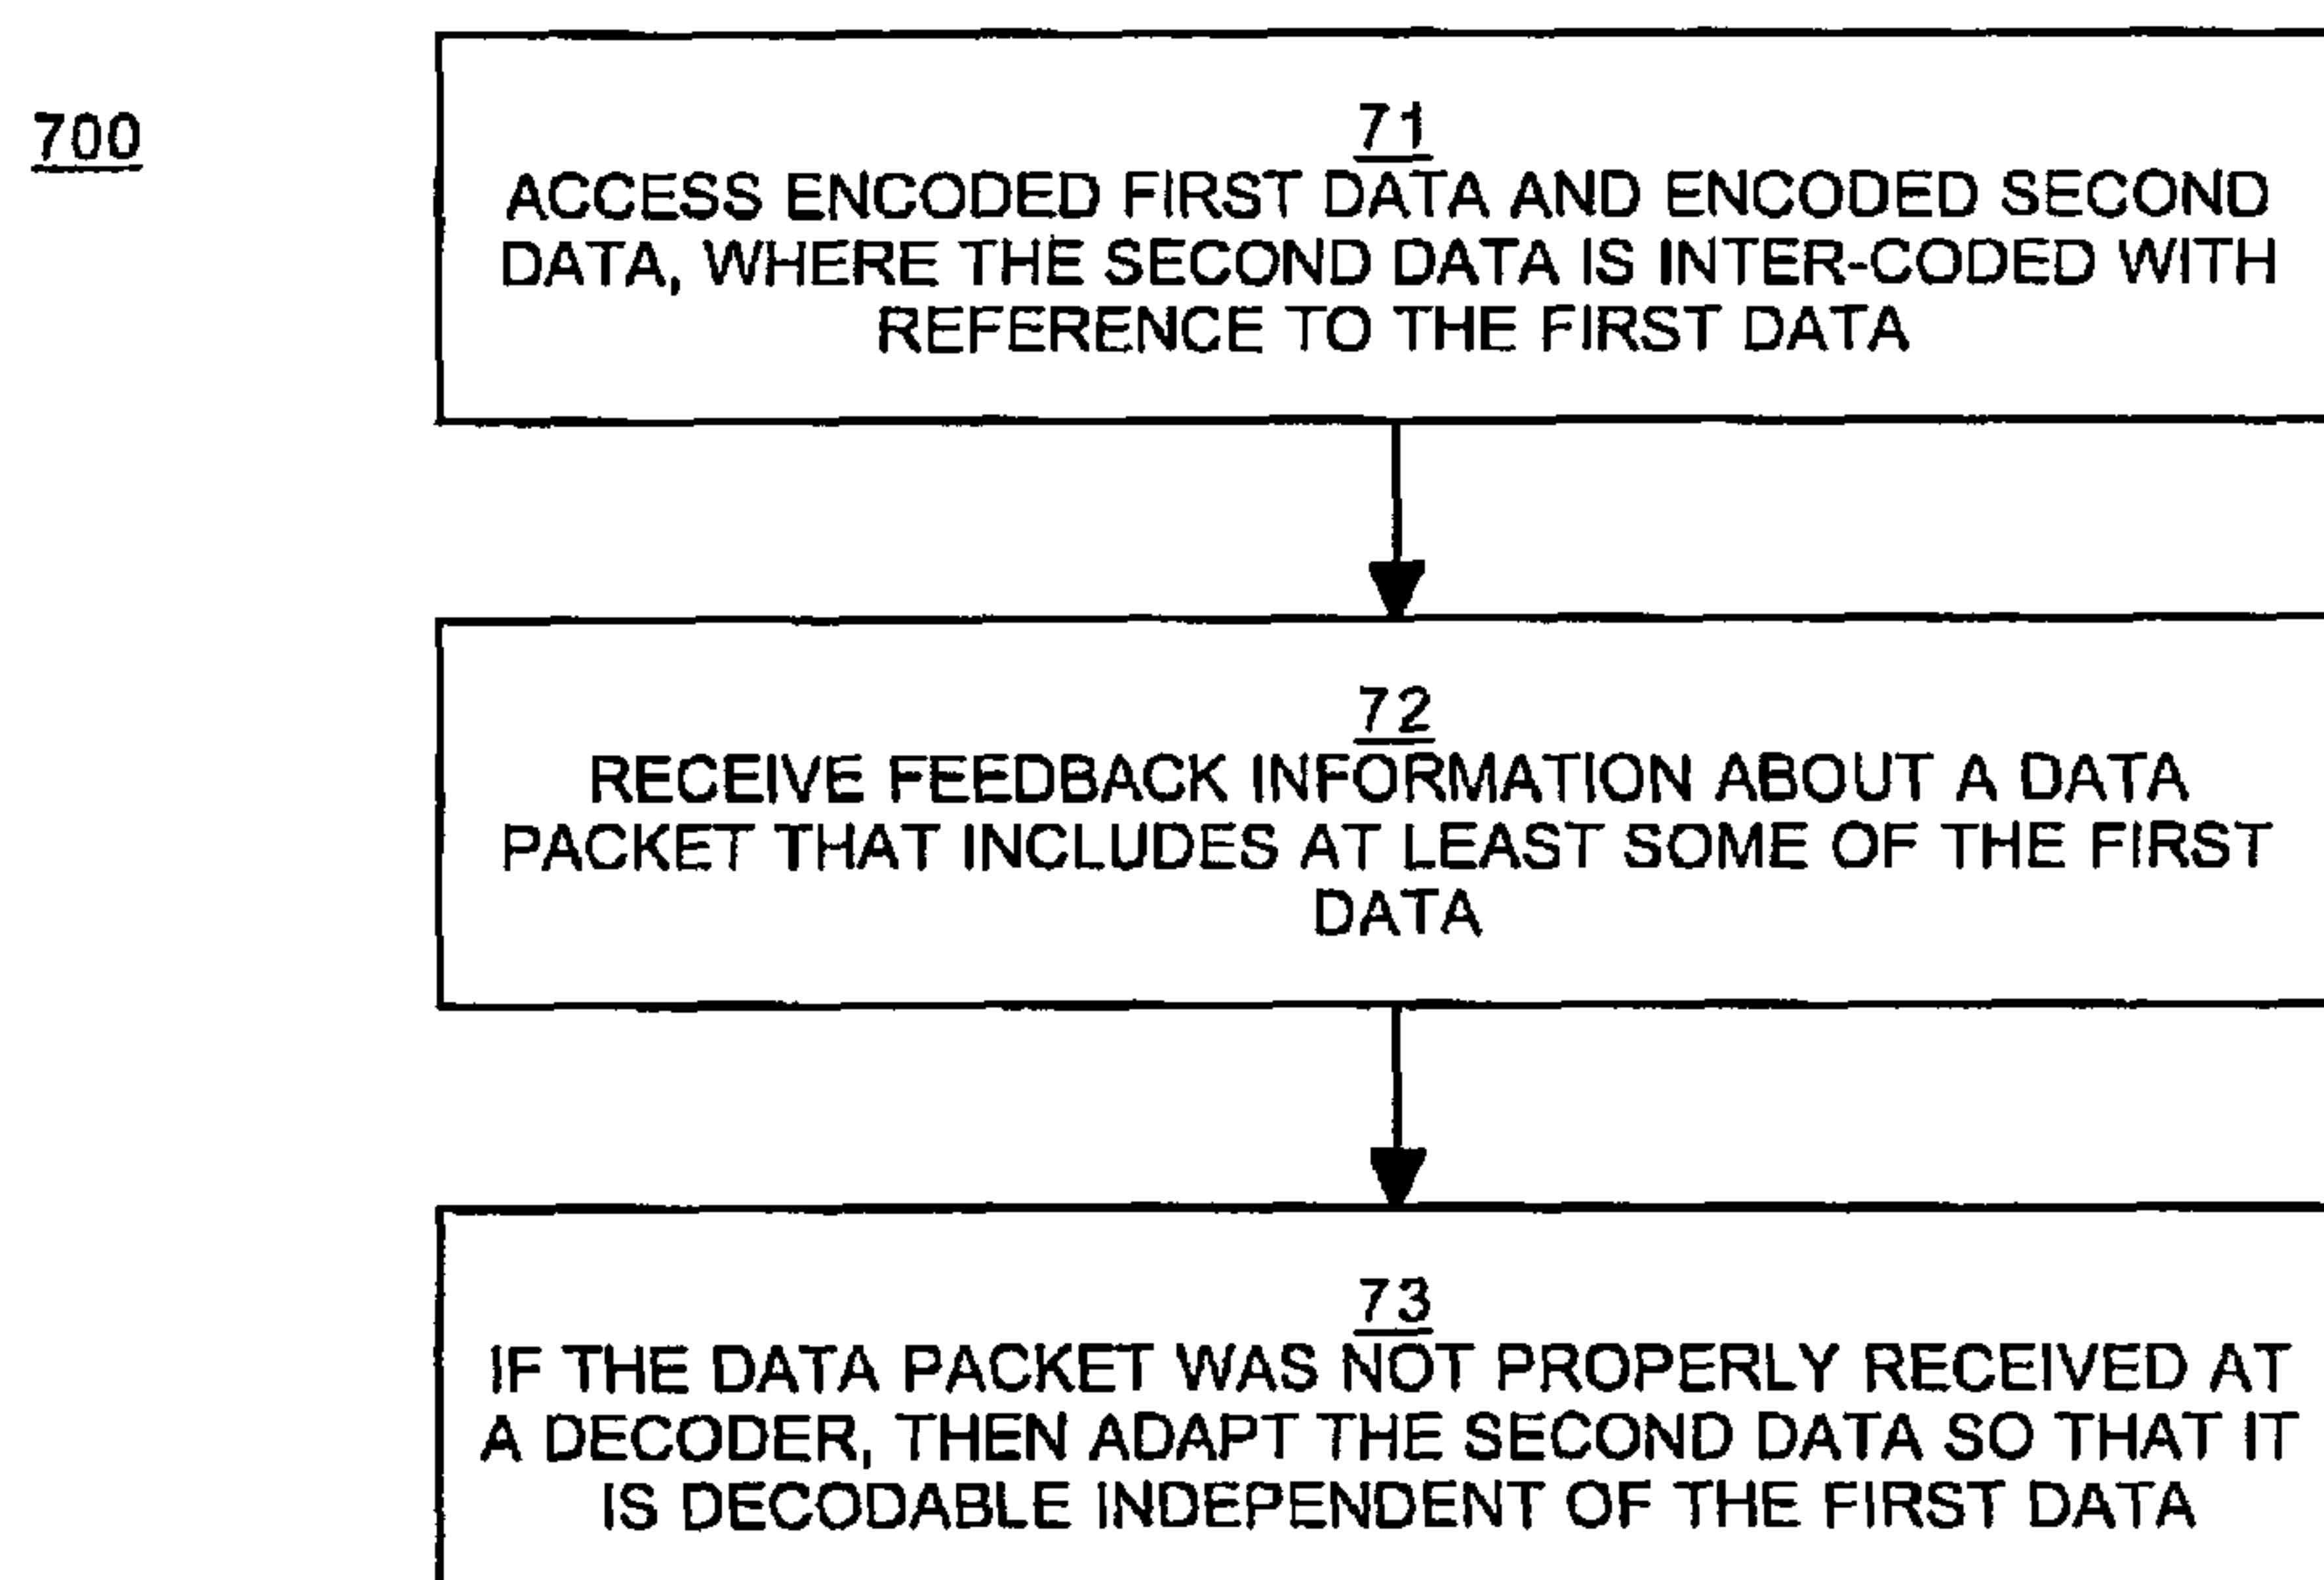 700
71
ACCESS ENCODED FIRST DATA AND ENCODED SECOND
DATA, WHERE THE SECOND DATA IS INTER-CODED WITH
REFERENCE TO THE FIRST DATA
72
RECEIVE FEEDBACK INFORMATION ABOUT A DATA
PACKET THAT INCLUDES AT LEAST SOME OF THE FIRST
DATA
73
IF THE DATA PACKET WAS NOT PROPERLY RECEIVED AT
A DECODER, THEN ADAPT THE SECOND DATA SO THAT IT
IS DECODABLE INDEPENDENT OF THE FIRST DATA